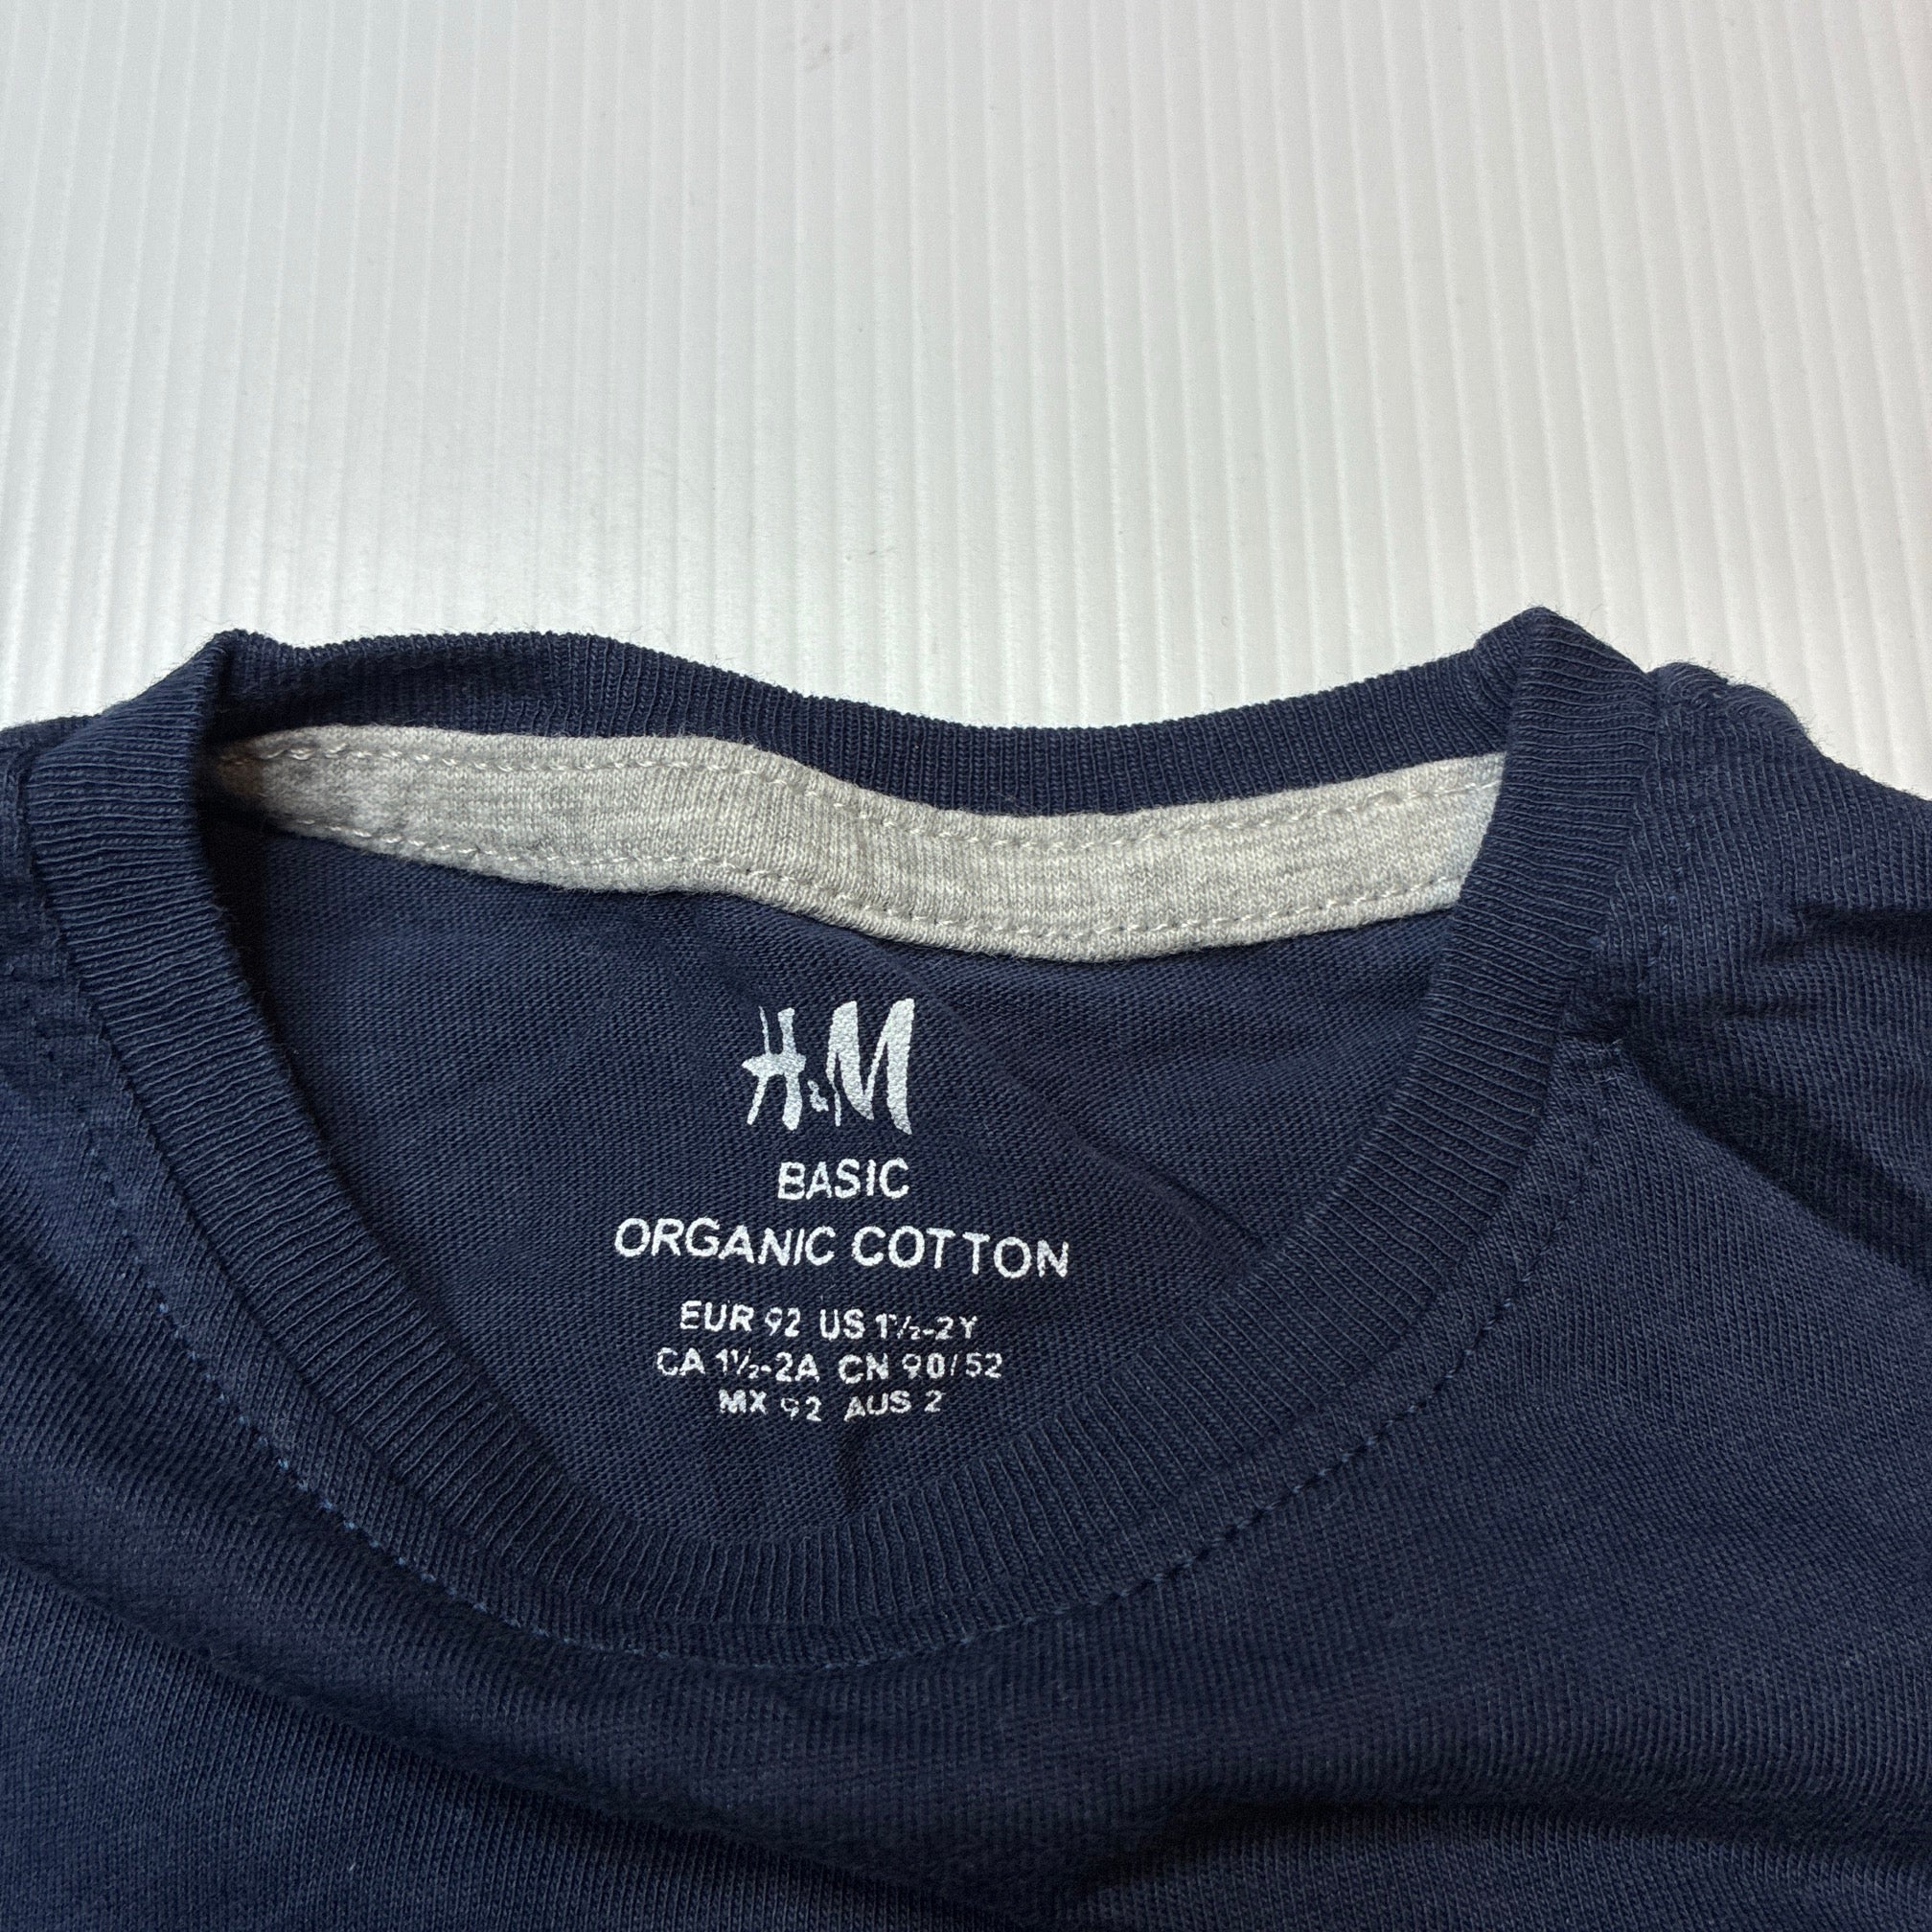 H&M
BASIC
ORGANIC COTTON
EUR 92 US 1½-2Y
CA 1½-2A CN 90/52
MX 92 AUS 2